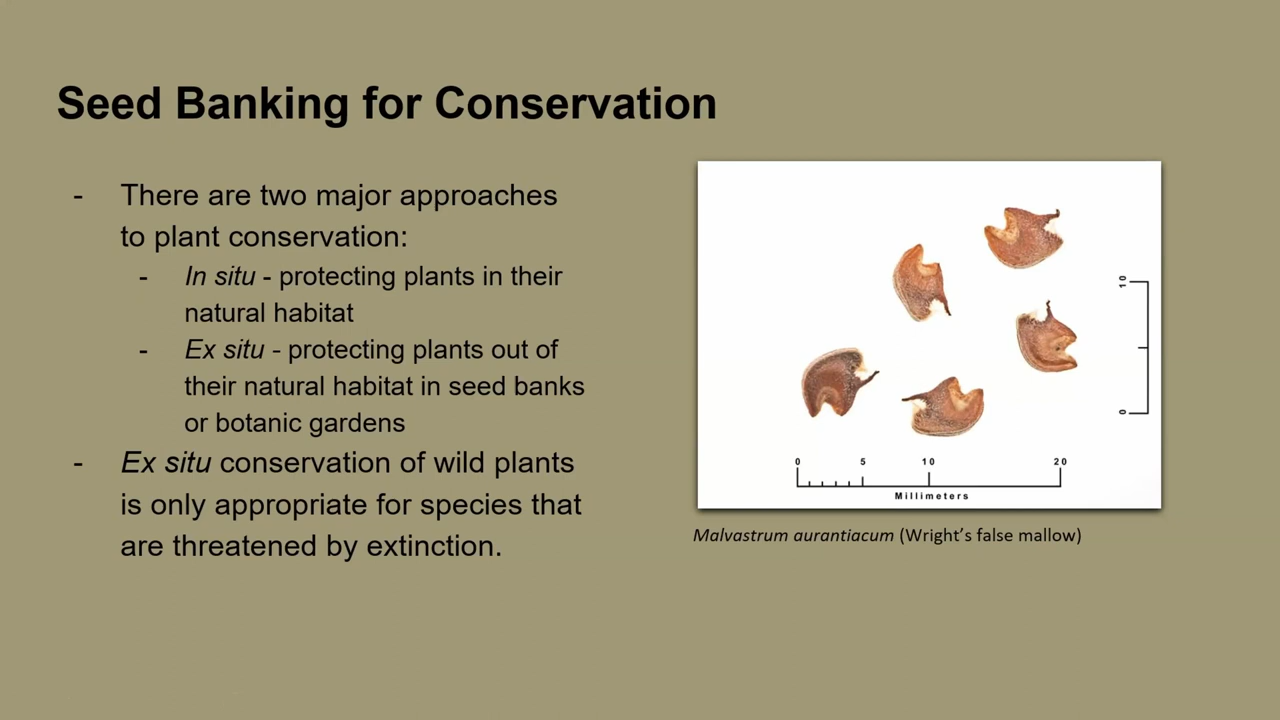 Seed Banking for Conservation
- There are two major approaches
to plant conservation:
- In situ - protecting plants in their
natural habitat
- Ex situ - protecting plants out of
their natural habitat in seed banks
or botanic gardens
- Ex situ conservation of wild plants
is only appropriate for species that
are threatened by extinction.
10
0
0 5 10 20
Millimeters
Malvastrum aurantiacum (Wright's false mallow)